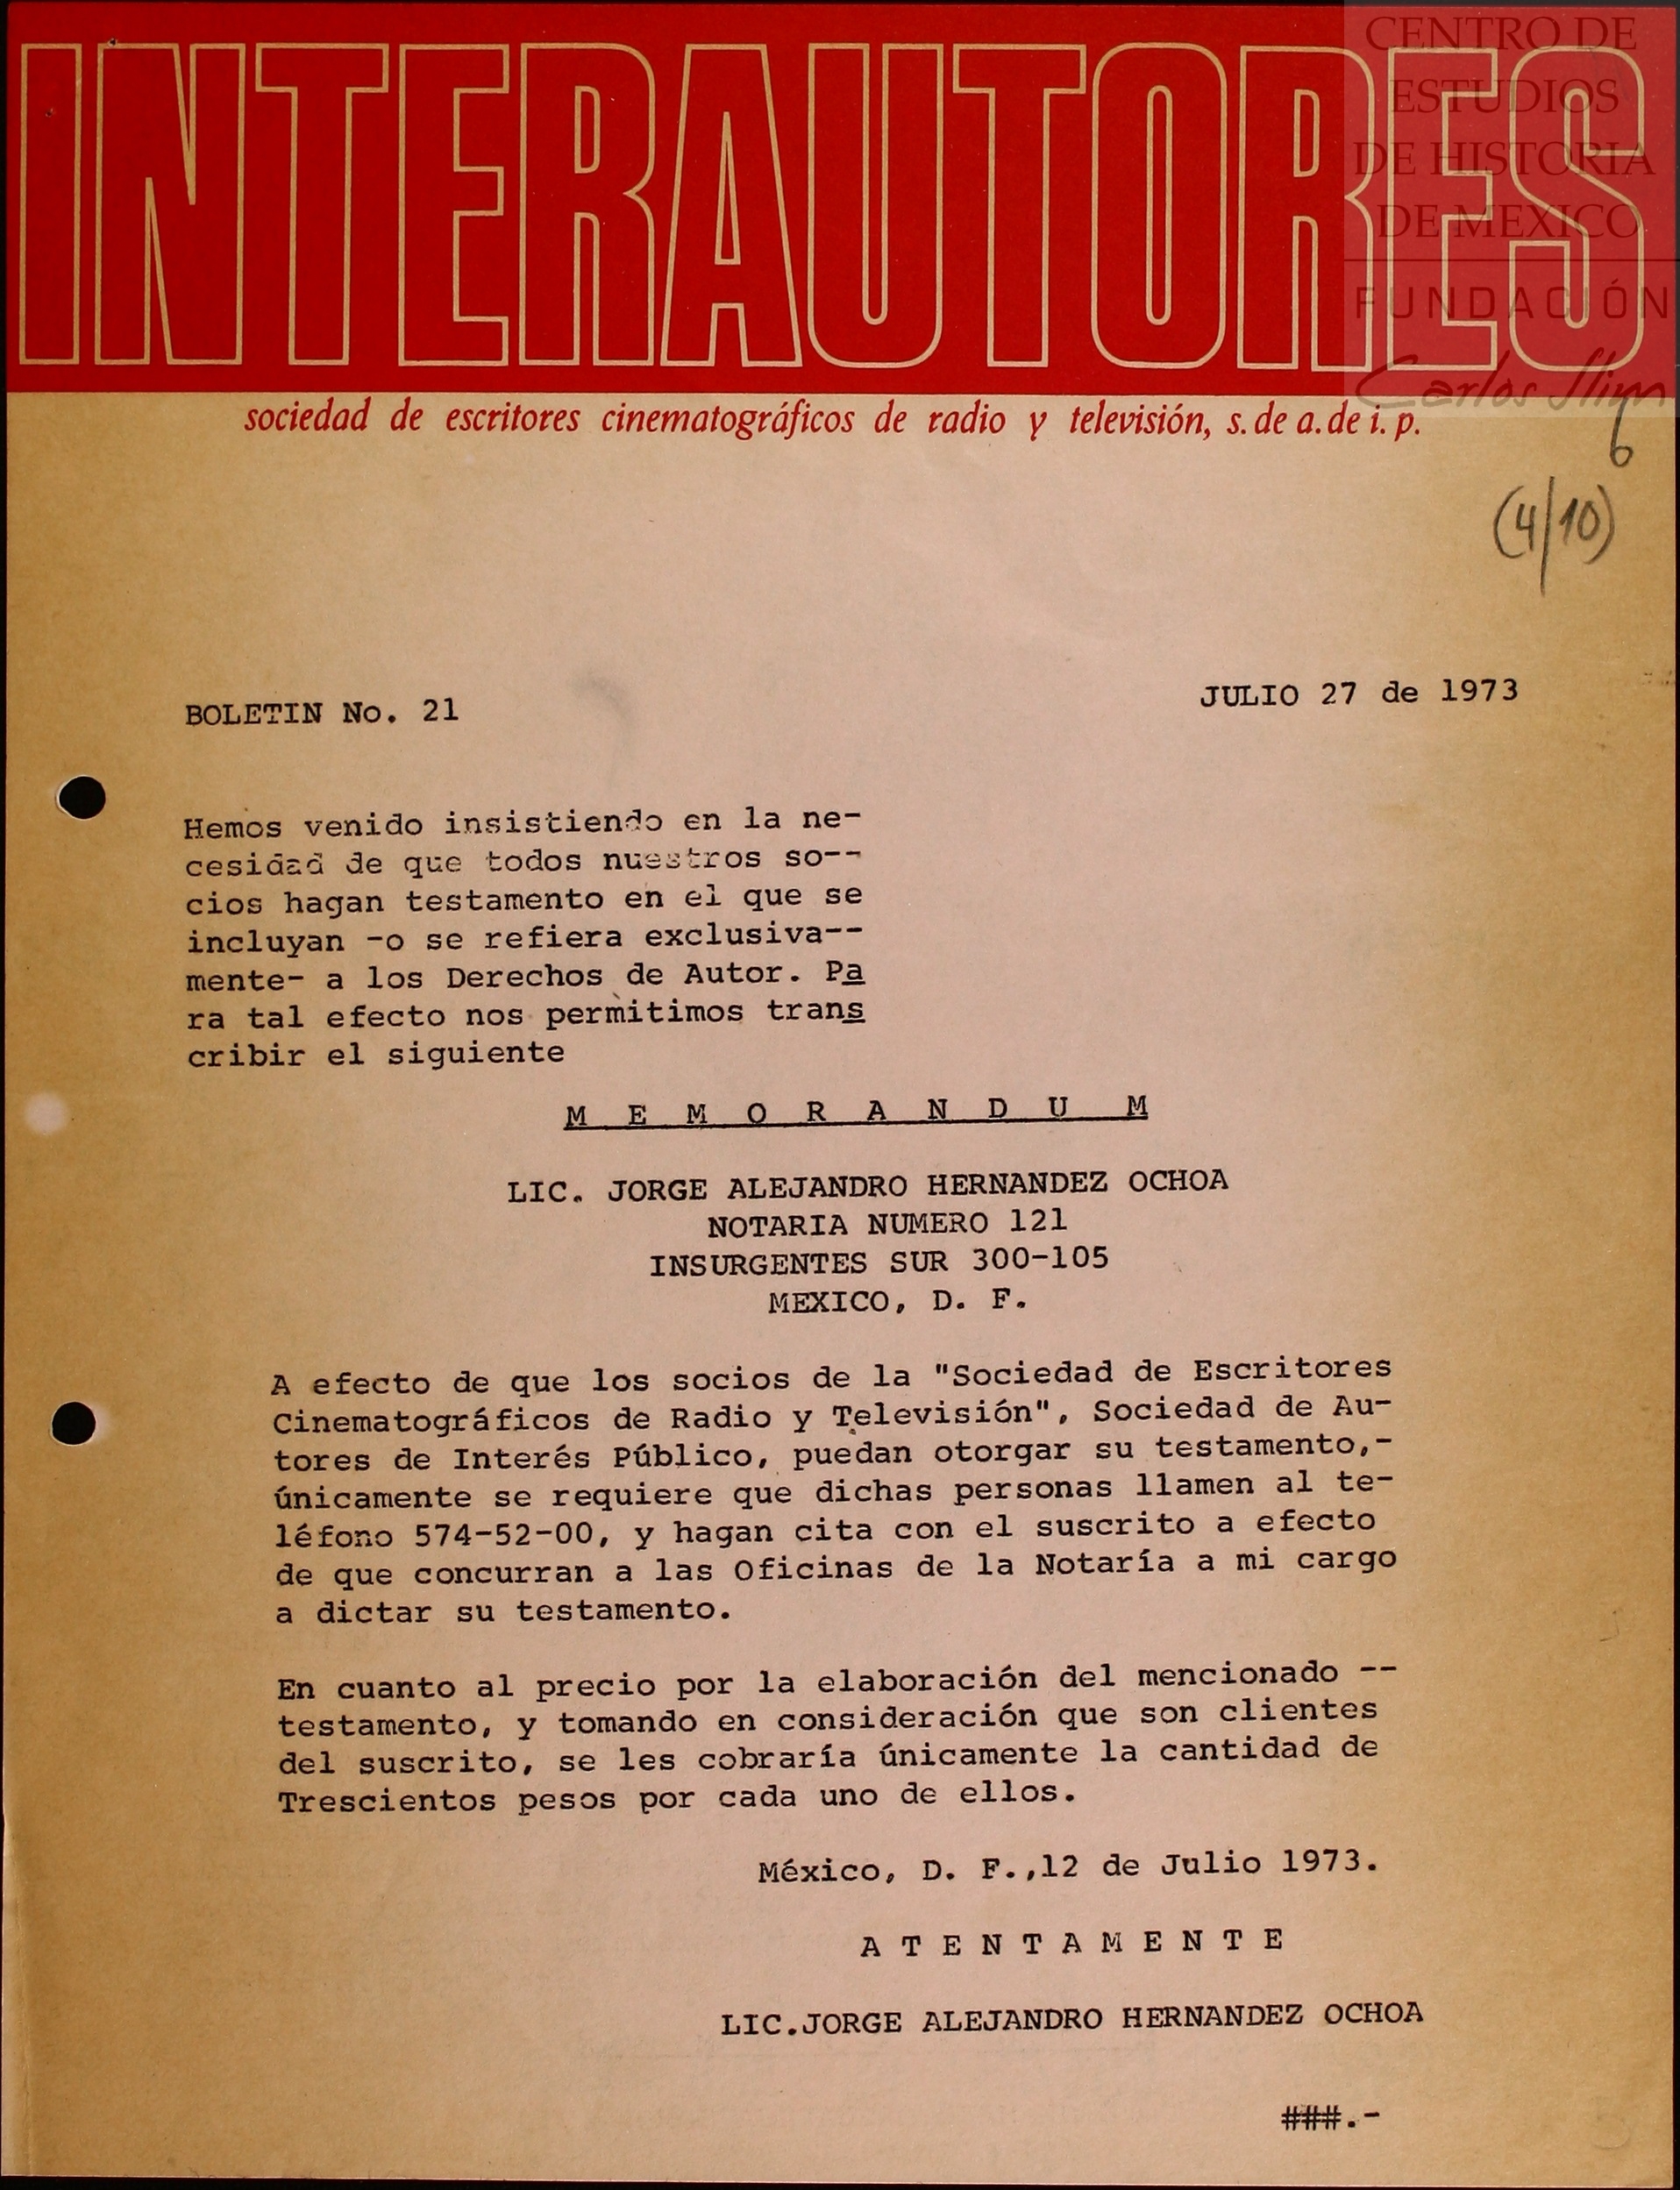 INTERAUTORES
CENTRO DE
ESTUDIOS
DE HISTORIA
DE MEXICO
FUNDACIÓN
Carlos Slim
sociedad de escritores cinematográficos de radio y televisión, s. de a. de i. p.
6
(4/10)
JULIO 27 de 1973
BOLETIN No. 21
Hemos venido insistiendo en la ne-
cesidad de que todos nuestros so--
cios hagan testamento en el que se
incluyan -o se refiera exclusiva--
mente- a los Derechos de Autor. Pa
ra tal efecto nos permitimos trans
cribir el siguiente
M E M O R A N D U M
LIC. JORGE ALEJANDRO HERNANDEZ OCHOA
NOTARIA NUMERO 121
INSURGENTES SUR 300-105
MEXICO, D. F.
A efecto de que los socios de la "Sociedad de Escritores
Cinematográficos de Radio y Televisión", Sociedad de Au-
tores de Interés Público, puedan otorgar su testamento,-
únicamente se requiere que dichas personas llamen al te-
léfono 574-52-00, y hagan cita con el suscrito a efecto
de que concurran a las Oficinas de la Notaría a mi cargo
a dictar su testamento.
En cuanto al precio por la elaboración del mencionado --
testamento, y tomando en consideración que son clientes
del suscrito, se les cobraría únicamente la cantidad de
Trescientos pesos por cada uno de ellos.
México, D. F.,12 de Julio 1973.
A T E N T A M E N T E
LIC.JORGE ALEJANDRO HERNANDEZ OCHOA
###.-